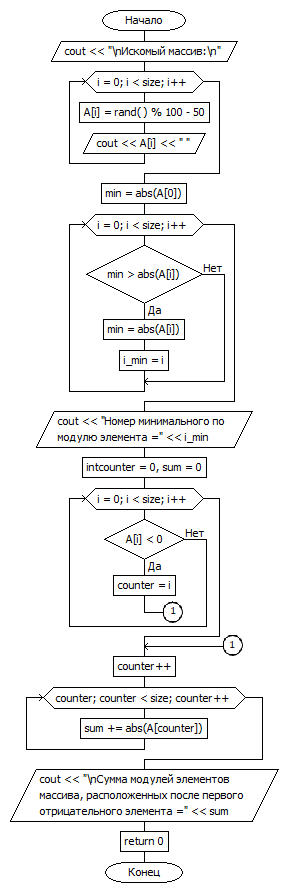 Начало
cout << "\nИскомый массив:\n"
i = 0; i < size; i++
A[i] = rand() % 100 - 50
cout << A[i] << " "
min = abs(A[0])
i = 0; i < size; i++
min > abs(A[i])
Нет
Да
min = abs(A[i])
i_min = i
cout << "Номер минимального по
модулю элемента =" << i_min
intcounter = 0, sum = 0
i = 0; i < size; i++
A[i] < 0
Нет
Да
counter = i
1
1
counter++
counter; counter < size; counter++
sum += abs(A[counter])
cout << "\nСумма модулей элементов
массива, расположенных после первого
отрицательного элемента =" << sum
return 0
Конец